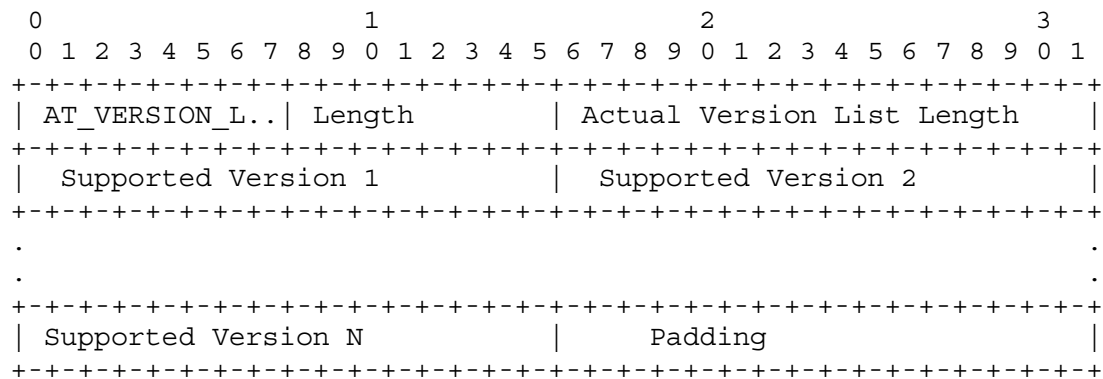 0                   1                   2                   3
 0 1 2 3 4 5 6 7 8 9 0 1 2 3 4 5 6 7 8 9 0 1 2 3 4 5 6 7 8 9 0 1
+-+-+-+-+-+-+-+-+-+-+-+-+-+-+-+-+-+-+-+-+-+-+-+-+-+-+-+-+-+-+-+-+
| AT_VERSION_L..| Length        | Actual Version List Length    |
+-+-+-+-+-+-+-+-+-+-+-+-+-+-+-+-+-+-+-+-+-+-+-+-+-+-+-+-+-+-+-+-+
|  Supported Version 1          |  Supported Version 2          |
+-+-+-+-+-+-+-+-+-+-+-+-+-+-+-+-+-+-+-+-+-+-+-+-+-+-+-+-+-+-+-+-+
.                                                               .
.                                                               .
+-+-+-+-+-+-+-+-+-+-+-+-+-+-+-+-+-+-+-+-+-+-+-+-+-+-+-+-+-+-+-+-+
| Supported Version N           |     Padding                   |
+-+-+-+-+-+-+-+-+-+-+-+-+-+-+-+-+-+-+-+-+-+-+-+-+-+-+-+-+-+-+-+-+